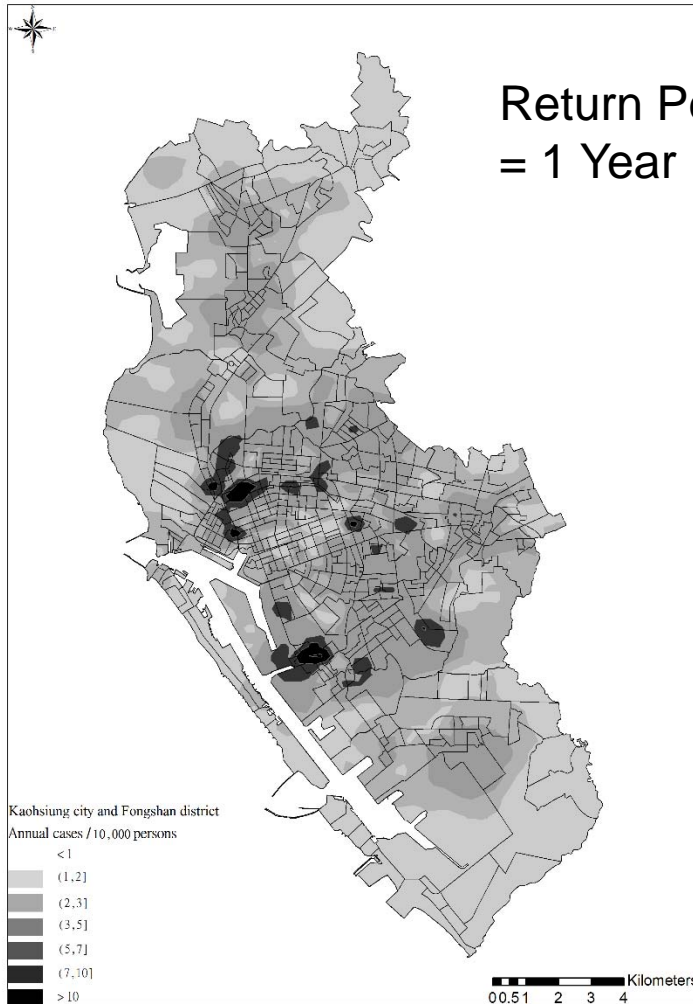 Return Pe
= 1 Year
Kaohsiung city and Fongshan district
Annual cases / 10,000 persons
<1
(1,2]
(2,3]
(3,5]
(5,7]
(7,10]
>10
Kilometers
0 0.5 1 2 3 4